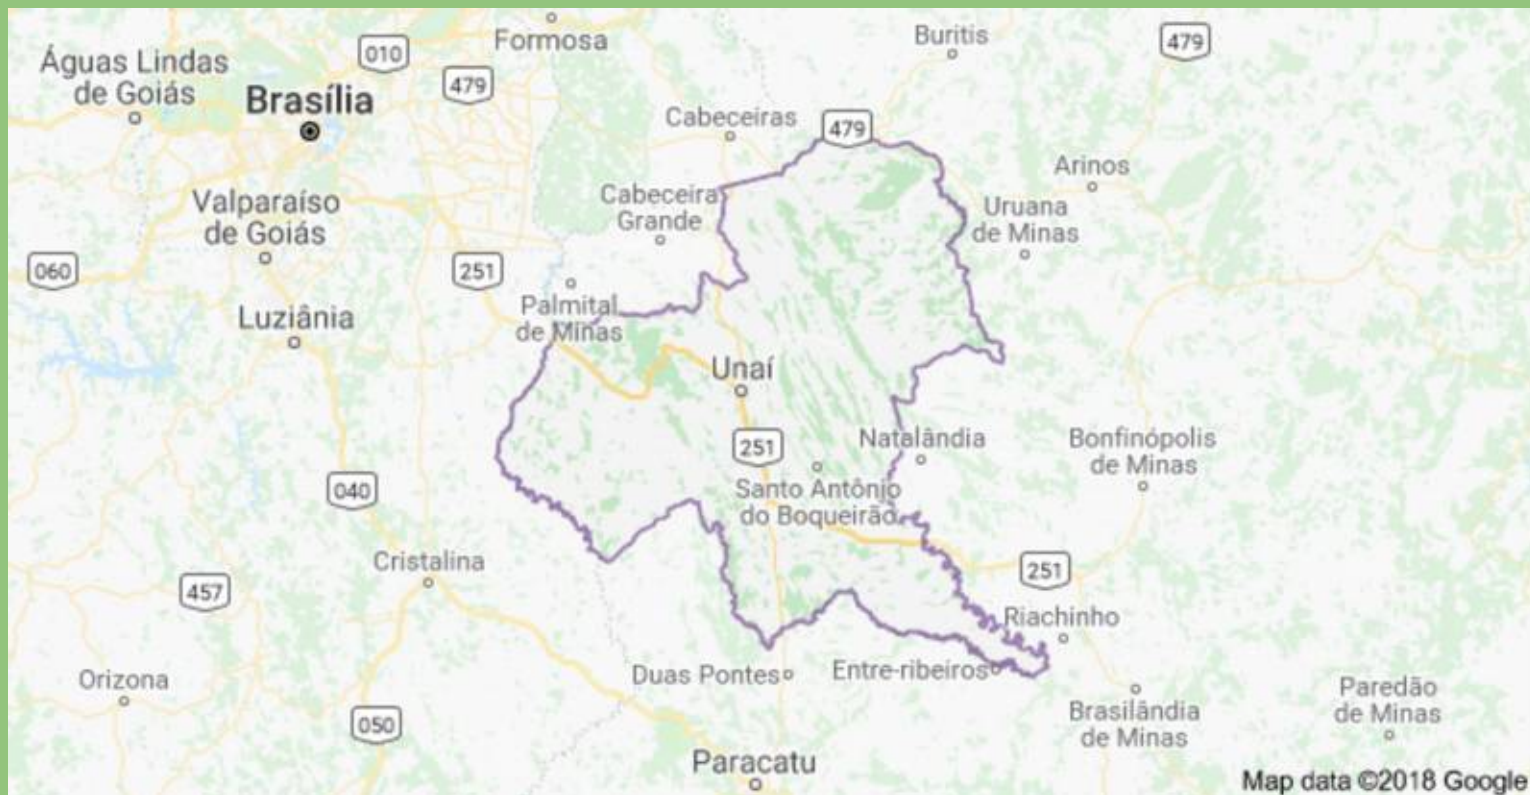 Formosa
Buritis
479
010
Águas Lindas
de Goiás
479
Brasília
Cabeceiras
479
Arinos
Valparaíso
de Goiás
Cabeceira
Grande
Uruana
de Minas
060
251
Palmital
de Minas
Luziânia
Unaí
251
Natalândia
Bonfinópolis
de Minas
040
Santo Antônio
do Boqueirão
Cristalina
251
457
Riachinho
Duas Pontes
Entre-ribeiros
Orizona
Paredão
de Minas
050
Brasilândia
de Minas
Paracatu
Map data ©2018 Google